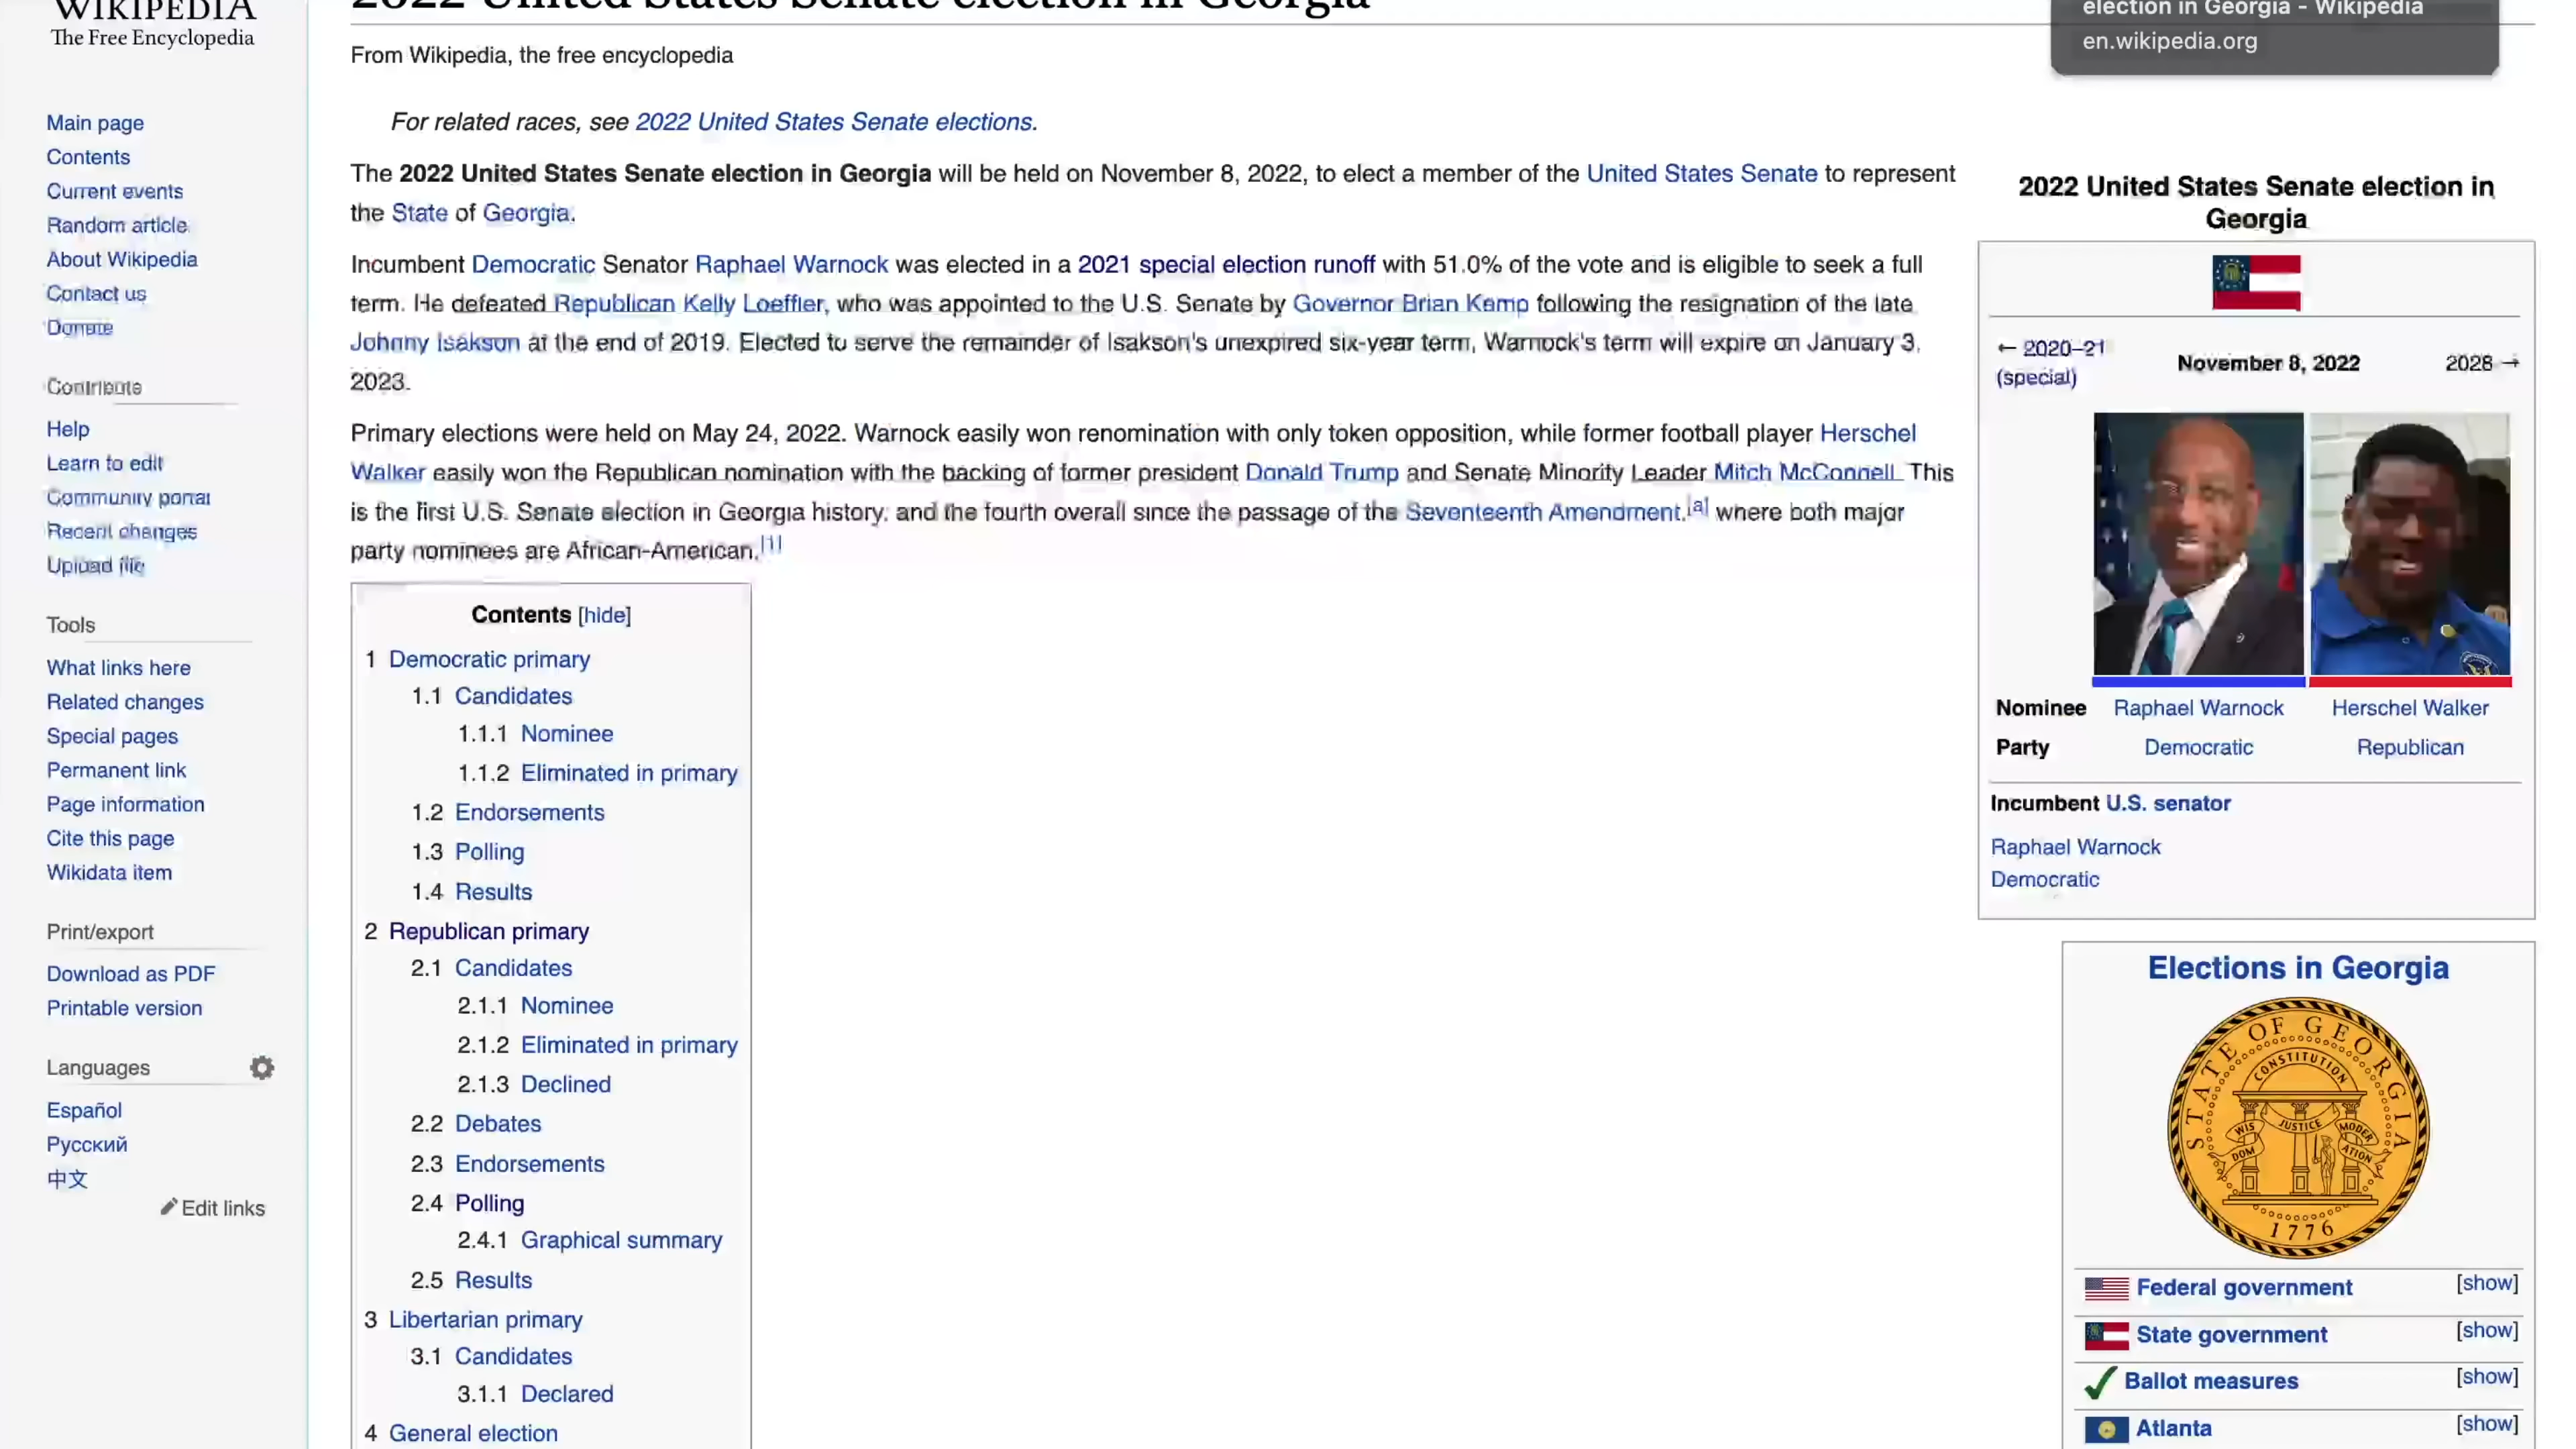 WIKIPEDIA
The Free Encyclopedia
Main page
Contents
Current events
Random article
About Wikipedia
Contact us
Donate
Contribute
Help
Learn to edit
Community portal
Recent changes
Upload file
Tools
What links here
Related changes
Special pages
Permanent link
Page information
Cite this page
Wikidata item
Print/export
Download as PDF
Printable version
Languages
Español
Русский
中文
Edit links
2022 United States Senate election in Georgia
From Wikipedia, the free encyclopedia
For related races, see 2022 United States Senate elections.
The 2022 United States Senate election in Georgia will be held on November 8, 2022, to elect a member of the United States Senate to represent
the State of Georgia.
Incumbent Democratic Senator Raphael Warnock was elected in a 2021 special election runoff with 51.0% of the vote and is eligible to seek a full
term. He defeated Republican Kelly Loeffler, who was appointed to the U.S. Senate by Governor Brian Kemp following the resignation of the late
Johnny Isakson at the end of 2019. Elected to serve the remainder of Isakson's unexpired six-year term, Warnock's term will expire on January 3,
2023.
Primary elections were held on May 24, 2022. Warnock easily won renomination with only token opposition, while former football player Herschel
Walker easily won the Republican nomination with the backing of former president Donald Trump and Senate Minority Leader Mitch McConnell. This
is the first U.S. Senate election in Georgia history, and the fourth overall since the passage of the Seventeenth Amendment,[a] where both major
party nominees are African-American.[1]
Contents [hide]
1 Democratic primary
1.1 Candidates
1.1.1 Nominee
1.1.2 Eliminated in primary
1.2 Endorsements
1.3 Polling
1.4 Results
2 Republican primary
2.1 Candidates
2.1.1 Nominee
2.1.2 Eliminated in primary
2.1.3 Declined
2.2 Debates
2.3 Endorsements
2.4 Polling
2.4.1 Graphical summary
2.5 Results
3 Libertarian primary
3.1 Candidates
3.1.1 Declared
4 General election
election in Georgia - Wikipedia
en.wikipedia.org
2022 United States Senate election in
Georgia
← 2020–21
(special)
November 8, 2022
2028 →
Nominee Raphael Warnock Herschel Walker
Party Democratic Republican
Incumbent U.S. senator
Raphael Warnock
Democratic
Elections in Georgia
STATE OF GEORGIA
CONSTITUTION
WIS
DOM
JUSTICE
MODER
ATION
1776
Federal government [show]
State government [show]
Ballot measures [show]
Atlanta [show]